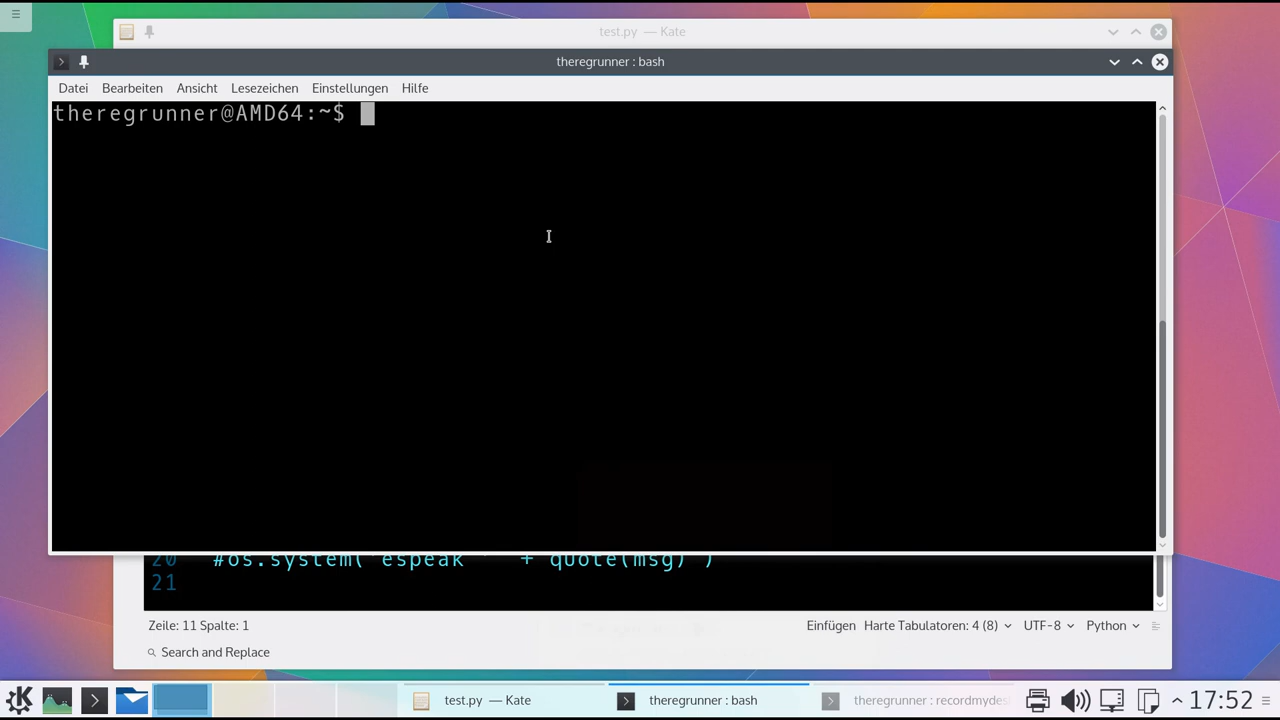 test.py — Kate
theregrunner : bash
Datei Bearbeiten Ansicht Lesezeichen Einstellungen Hilfe
theregrunner@AMD64:~$
20 #os.system( espeak + quote(msg) )
21
Zeile: 11 Spalte: 1 Einfügen Harte Tabulatoren: 4 (8) UTF-8 Python
Search and Replace
test.py — Kate theregrunner : bash theregrunner : recordmydes 17:52